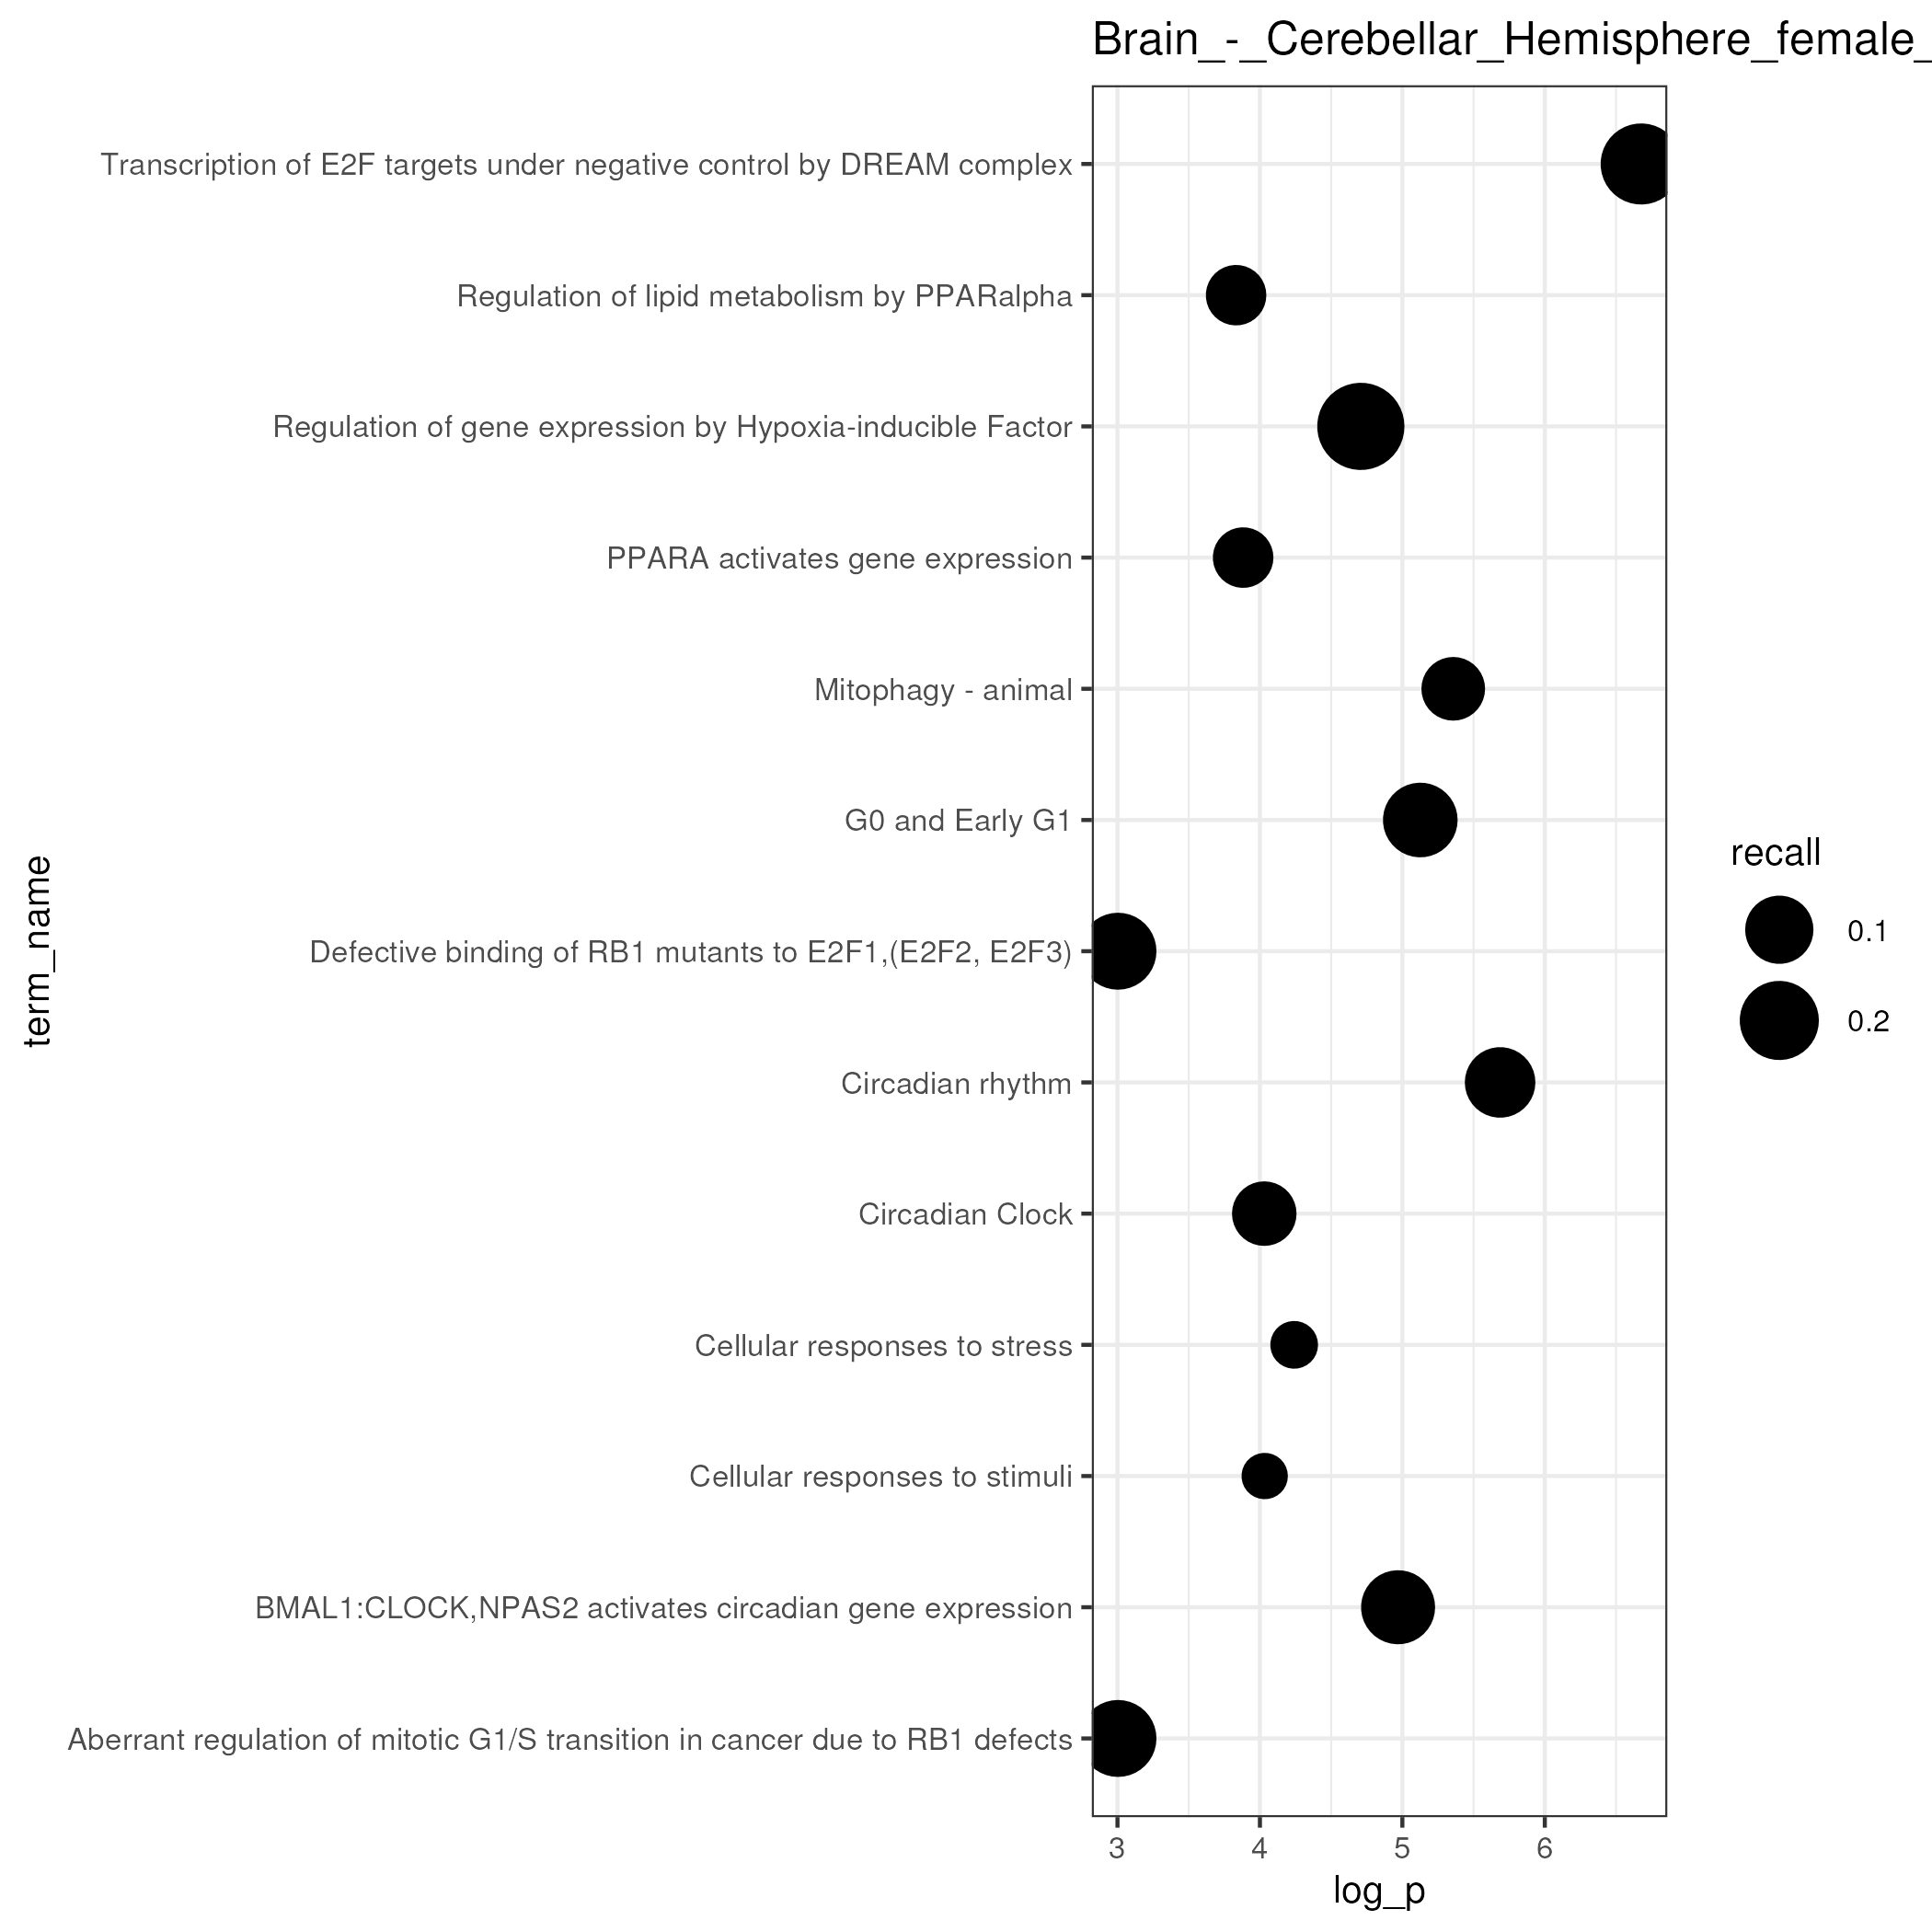 Brain_-_Cerebellar_Hemisphere_female_
Transcription of E2F targets under negative control by DREAM complex
Regulation of lipid metabolism by PPARalpha
Regulation of gene expression by Hypoxia-inducible Factor
PPARA activates gene expression
Mitophagy - animal
G0 and Early G1
Defective binding of RB1 mutants to E2F1,(E2F2, E2F3)
Circadian rhythm
Circadian Clock
Cellular responses to stress
Cellular responses to stimuli
BMAL1:CLOCK,NPAS2 activates circadian gene expression
Aberrant regulation of mitotic G1/S transition in cancer due to RB1 defects
term_name
3 4 5 6
log_p
recall
0.1
0.2